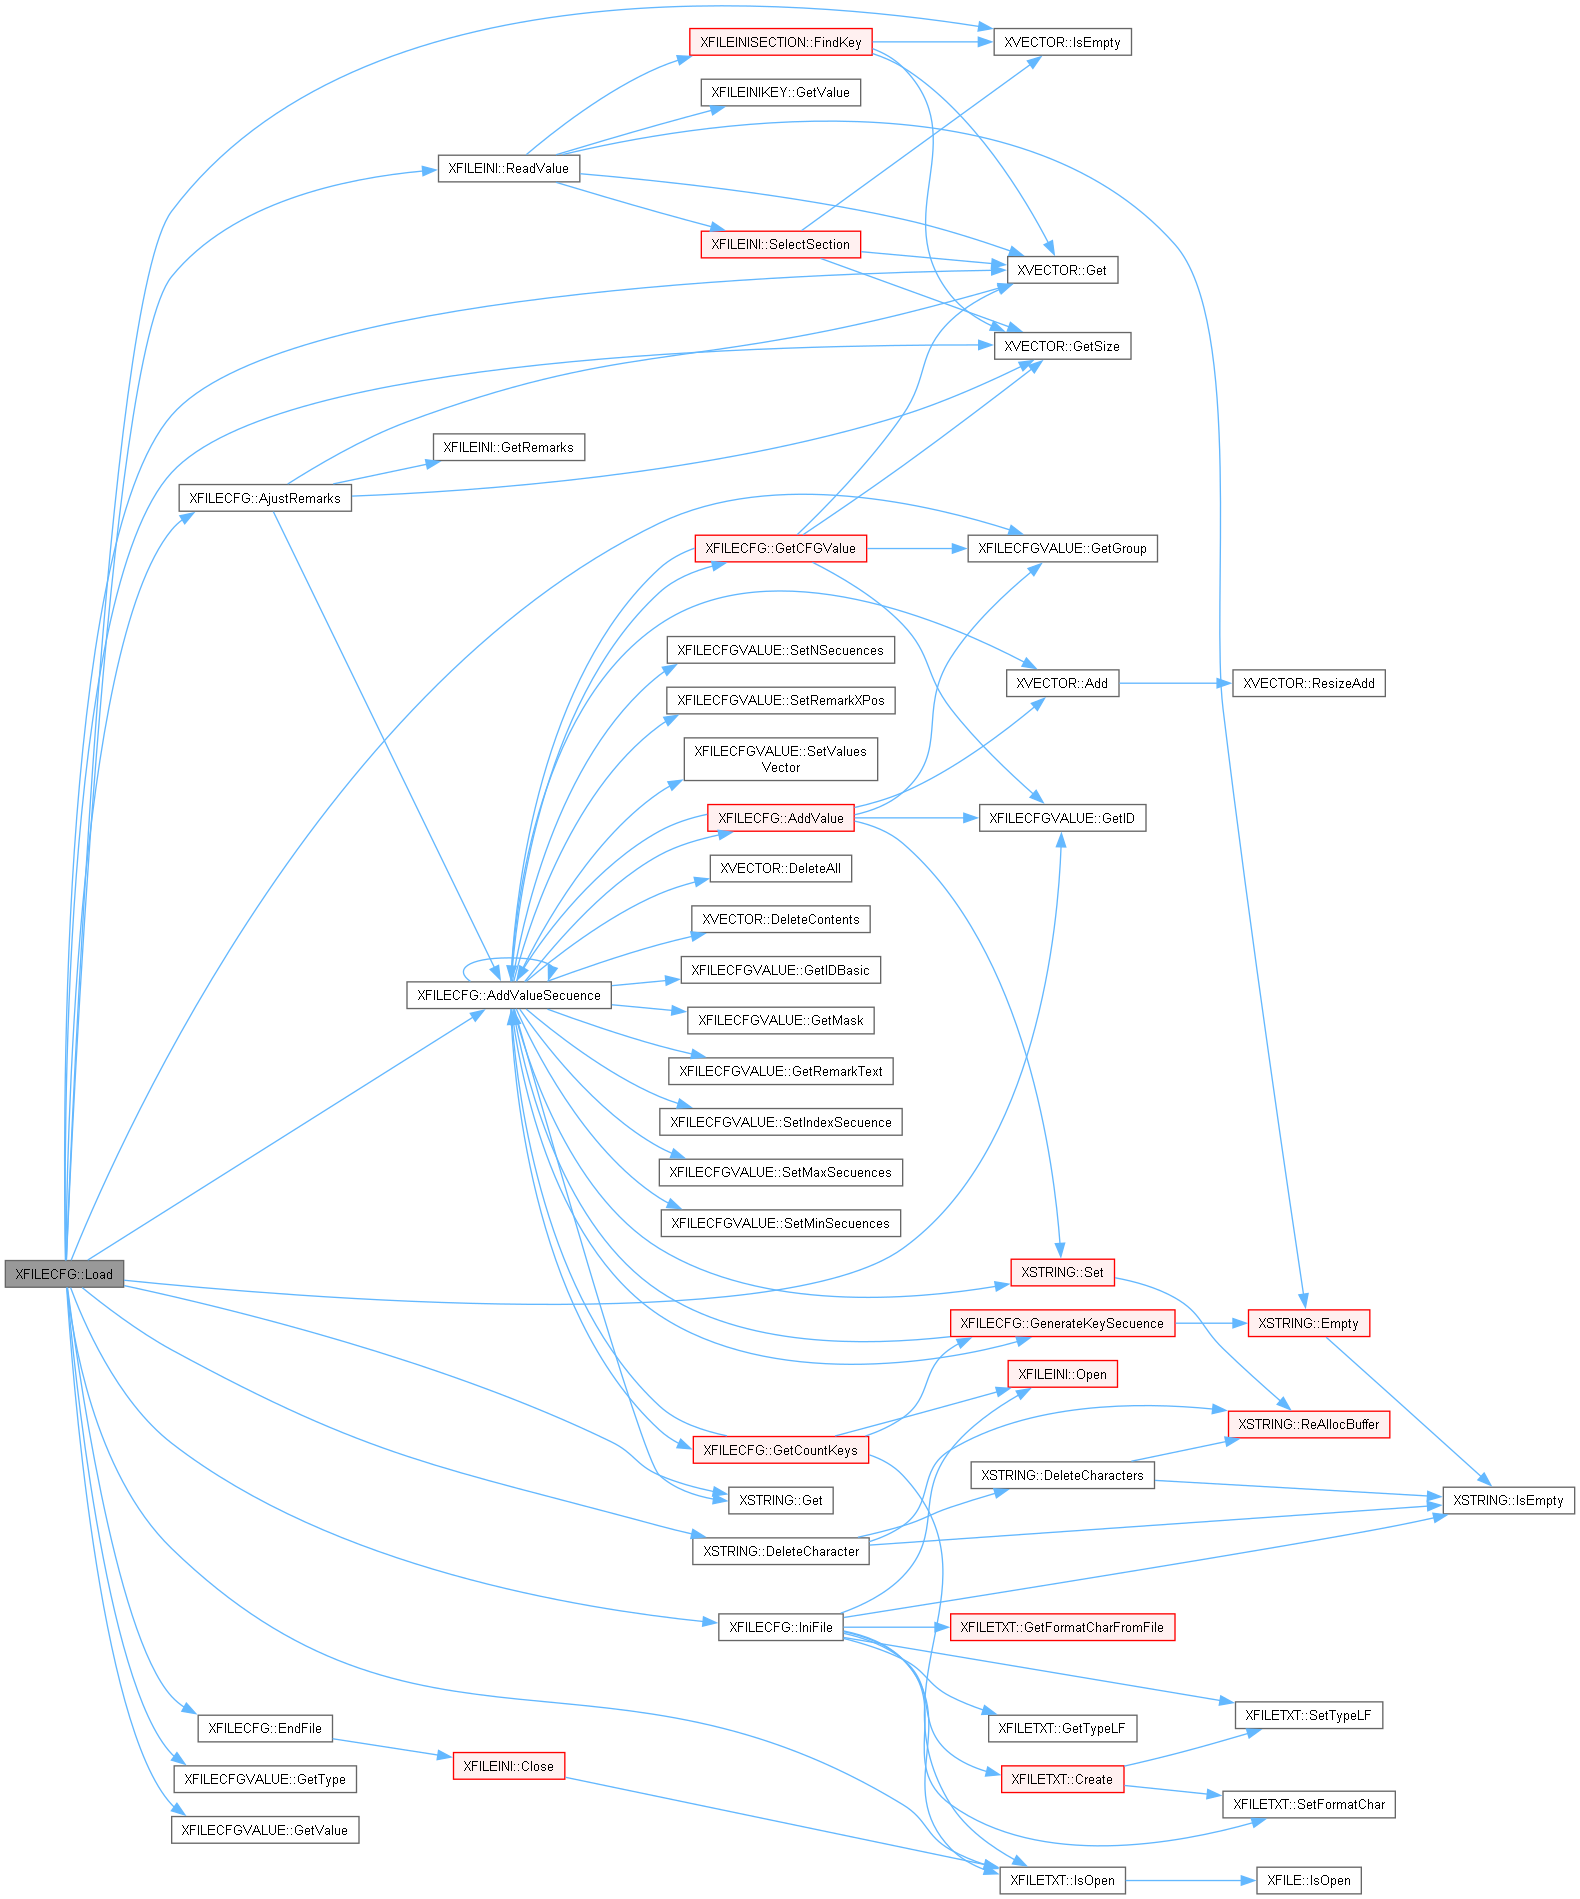 XFILEINISECTION::FindKey
XVECTOR::IsEmpty
XFILEINIKEY::GetValue
XFILEINI::ReadValue
XFILEINI::SelectSection
XVECTOR::Get
XVECTOR::GetSize
XFILEINI::GetRemarks
XFILECFG::AjustRemarks
XFILECFG::GetCFGValue
XFILECFGVALUE::GetGroup
XFILECFGVALUE::SetNSecuences
XVECTOR::Add
XVECTOR::ResizeAdd
XFILECFGVALUE::SetRemarkXPos
XFILECFGVALUE::SetValues
Vector
XFILECFG::AddValue
XFILECFGVALUE::GetID
XVECTOR::DeleteAll
XVECTOR::DeleteContents
XFILECFGVALUE::GetIDBasic
XFILECFG::AddValueSecuence
XFILECFGVALUE::GetMask
XFILECFGVALUE::GetRemarkText
XFILECFGVALUE::SetIndexSecuence
XFILECFGVALUE::SetMaxSecuences
XFILECFGVALUE::SetMinSecuences
XFILECFG::Load
XSTRING::Set
XFILECFG::GenerateKeySecuence
XSTRING::Empty
XFILEINI::Open
XSTRING::ReAllocBuffer
XFILECFG::GetCountKeys
XSTRING::DeleteCharacters
XSTRING::Get
XSTRING::IsEmpty
XSTRING::DeleteCharacter
XFILECFG::IniFile
XFILETXT::GetFormatCharFromFile
XFILETXT::SetTypeLF
XFILECFG::EndFile
XFILETXT::GetTypeLF
XFILEINI::Close
XFILECFGVALUE::GetType
XFILETXT::Create
XFILETXT::SetFormatChar
XFILECFGVALUE::GetValue
XFILETXT::IsOpen
XFILE::IsOpen